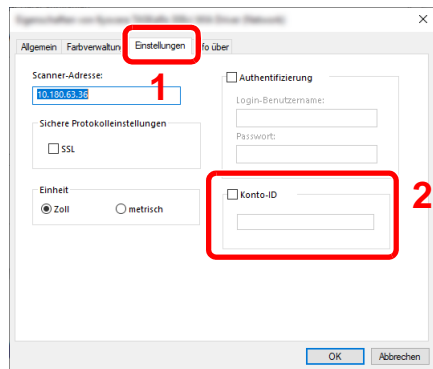 Allgemein Farbverwaltun Einstellungen fo über
1
Scanner-Adresse:
10.180.63.36
Sichere Protokolleinstellungen
SSL
Einheit
Zoll metrisch
Authentifizierung
Login-Benutzername:
Passwort:
Konto-ID
2
OK Abbrechen